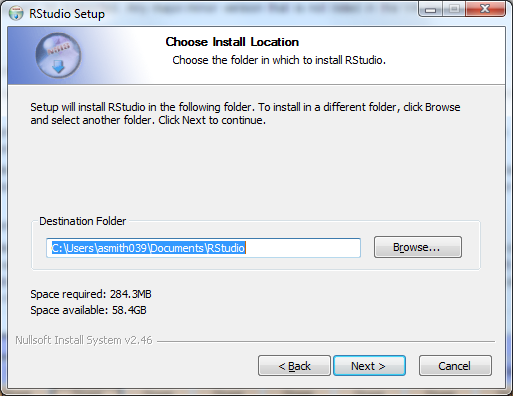 RStudio Setup
Choose Install Location
Choose the folder in which to install RStudio.
Setup will install RStudio in the following folder. To install in a different folder, click Browse
and select another folder. Click Next to continue.
Destination Folder
C:\Users\asmith039\Documents\RStudio
Browse...
Space required: 284.3MB
Space available: 58.4GB
Nullsoft Install System v2.46
< Back
Next >
Cancel